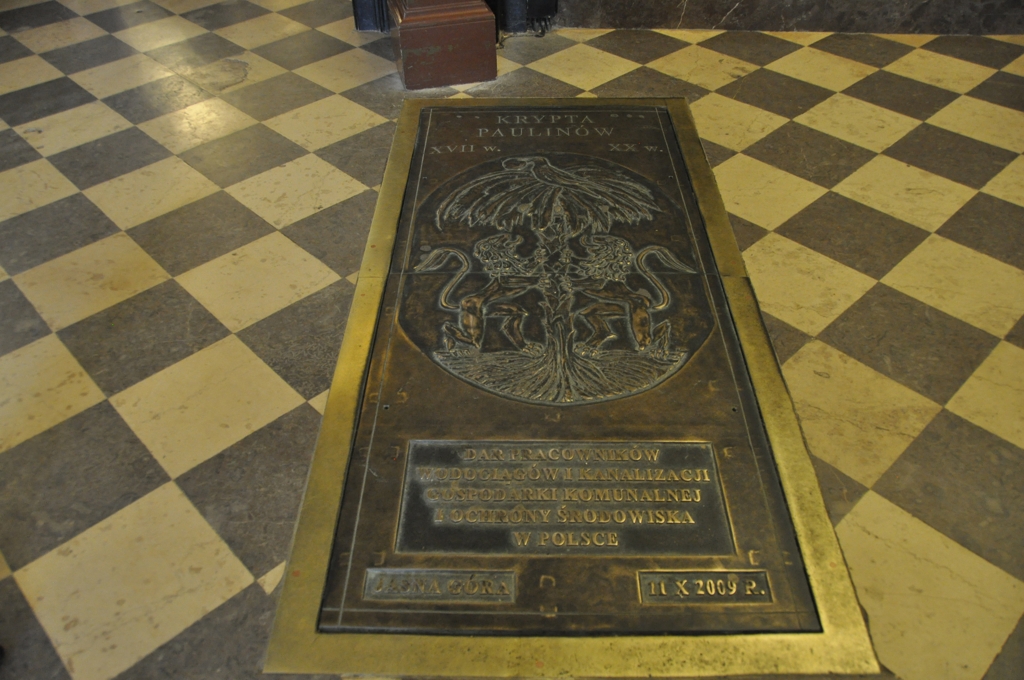 KRYPTA
PAULINÓW
XVII w. XX w.
DAR PRACOWNIKÓW
WODOCIĄGÓW I KANALIZACJI
GOSPODARKI KOMUNALNEJ
I OCHRONY ŚRODOWISKA
W POLSCE
JASNA GÓRA 11 X 2009 R.